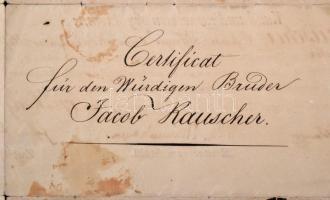 Certificat
für den Würdigen Bruder
Jacob Rauscher.